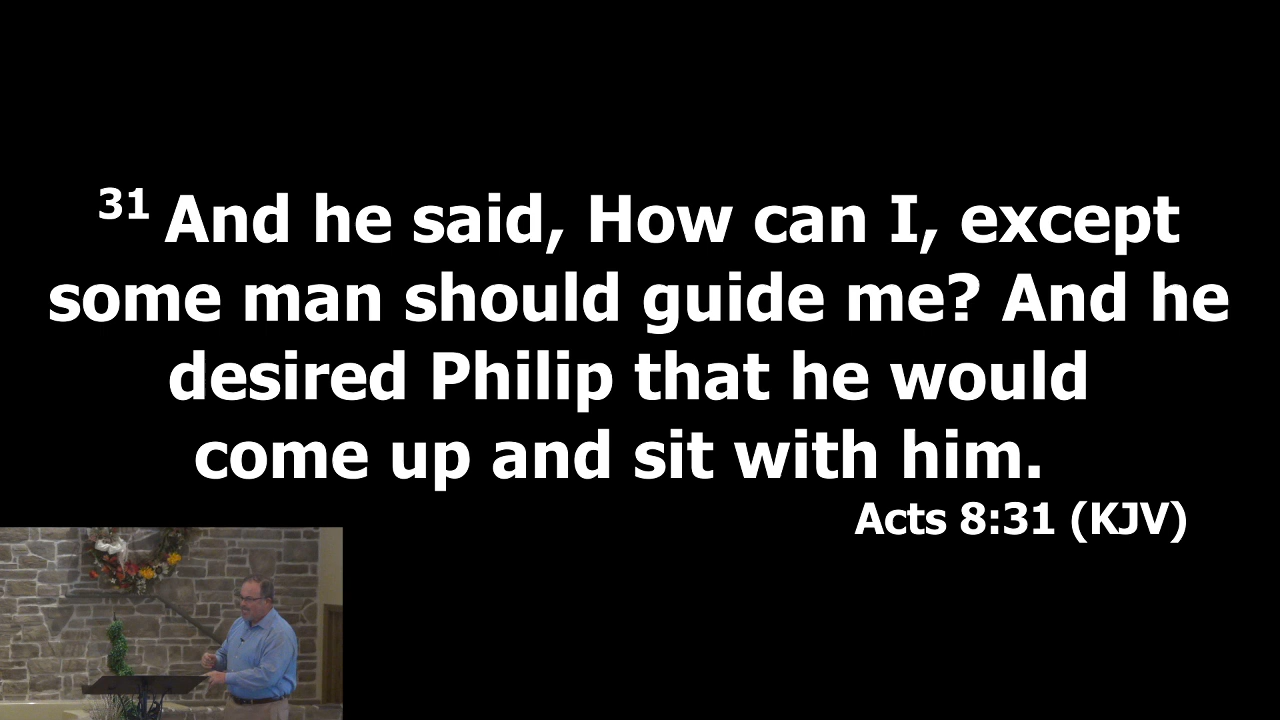 31 And he said, How can I, except
some man should guide me? And he
desired Philip that he would
come up and sit with him.
Acts 8:31 (KJV)